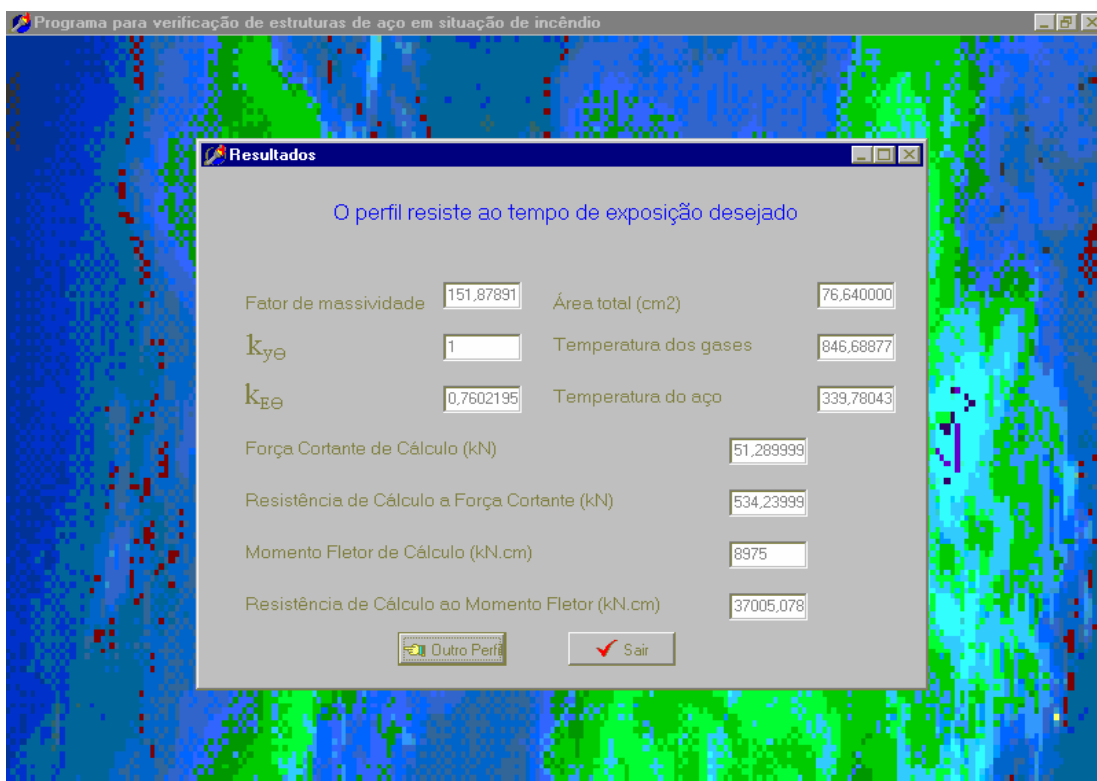 Programa para verificação de estruturas de aço em situação de incêndio
Resultados
O perfil resiste ao tempo de exposição desejado
Fator de massividade 151,87891 Área total (cm2) 76,640000
kyΘ 1 Temperatura dos gases 846,68877
kEΘ 0,7602195 Temperatura do aço 339,78043
Força Cortante de Cálculo (kN) 51,289999
Resistência de Cálculo a Força Cortante (kN) 534,23999
Momento Fletor de Cálculo (kN.cm) 8975
Resistência de Cálculo ao Momento Fletor (kN.cm) 37005,078
Outro Perfil Sair